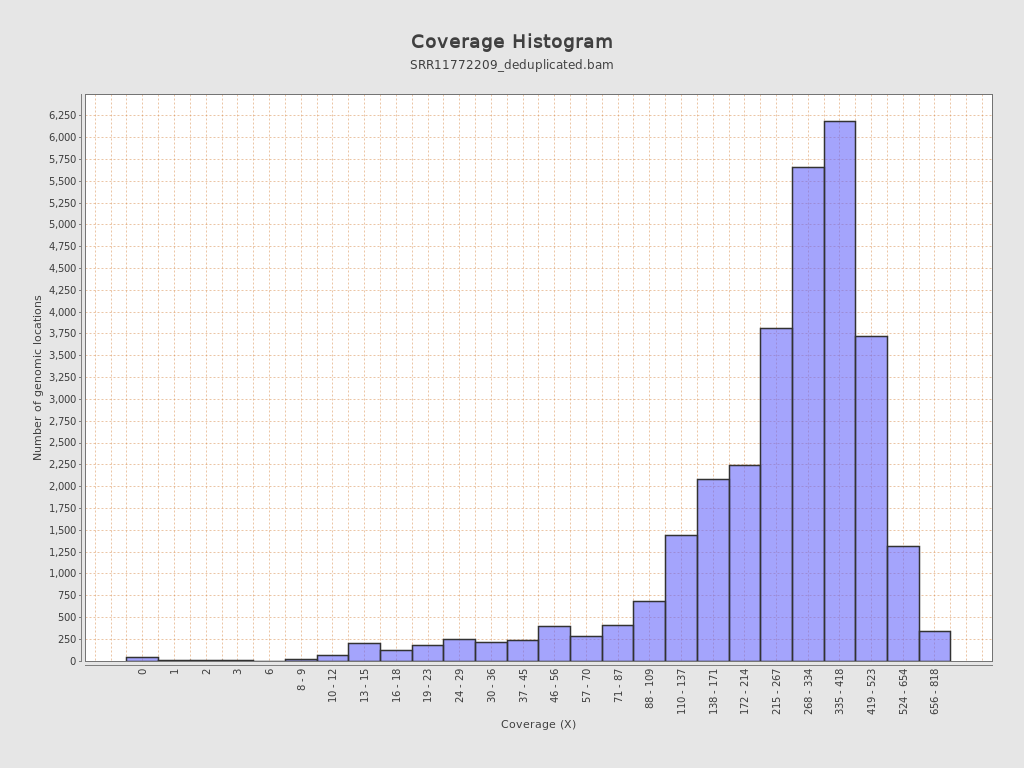 Coverage Histogram
SRR11772209_deduplicated.bam
Number of genomic locations
6,250
6,000
5,750
5,500
5,250
5,000
4,750
4,500
4,250
4,000
3,750
3,500
3,250
3,000
2,750
2,500
2,250
2,000
1,750
1,500
1,250
1,000
750
500
250
0
0
1
2
3
6
8 - 9
10 - 12
13 - 15
16 - 18
19 - 23
24 - 29
30 - 36
37 - 45
46 - 56
57 - 70
71 - 87
88 - 109
110 - 137
138 - 171
172 - 214
215 - 267
268 - 334
335 - 418
419 - 523
524 - 654
656 - 818
Coverage (X)